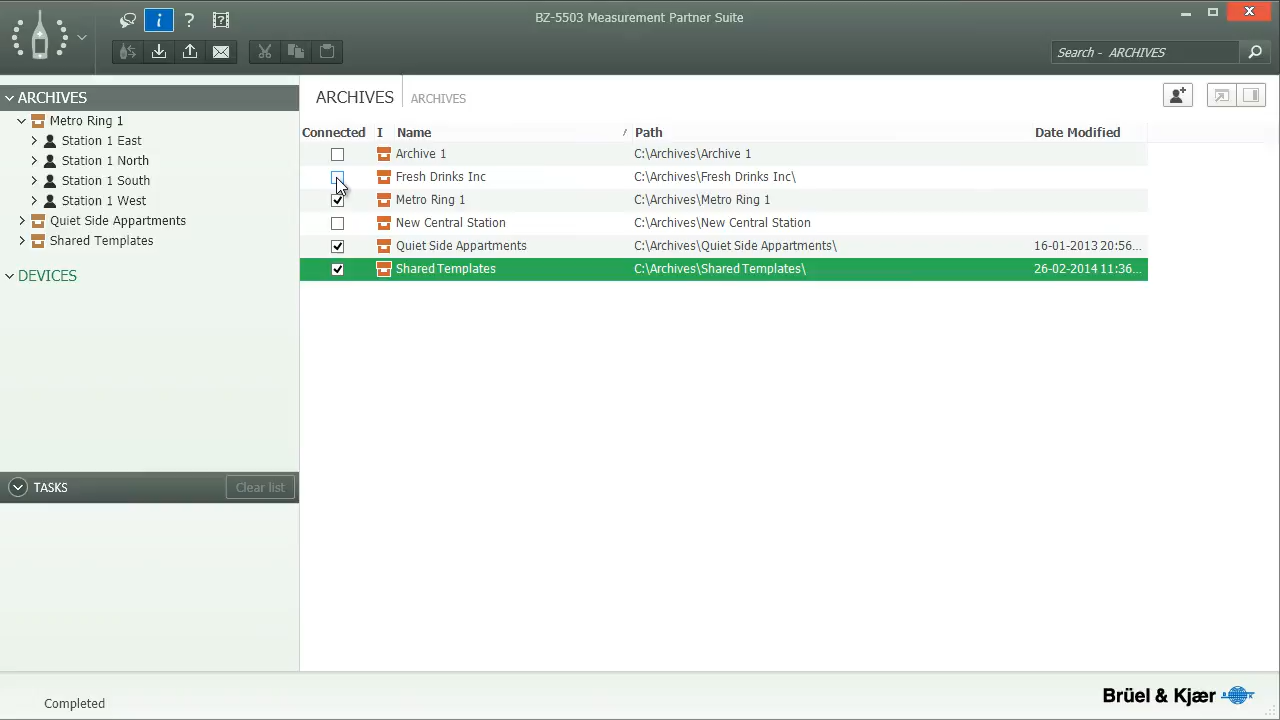 BZ-5503 Measurement Partner Suite
i ?
Search - ARCHIVES
ARCHIVES
Metro Ring 1
Station 1 East
Station 1 North
Station 1 South
Station 1 West
Quiet Side Appartments
Shared Templates
DEVICES
TASKS Clear list
ARCHIVES ARCHIVES
Connected I Name / Path Date Modified
Archive 1 C:\Archives\Archive 1
Fresh Drinks Inc C:\Archives\Fresh Drinks Inc\
Metro Ring 1 C:\Archives\Metro Ring 1
New Central Station C:\Archives\New Central Station
Quiet Side Appartments C:\Archives\Quiet Side Appartments\ 16-01-2013 20:56...
Shared Templates C:\Archives\Shared Templates\ 26-02-2014 11:36...
Completed
Brüel & Kjær